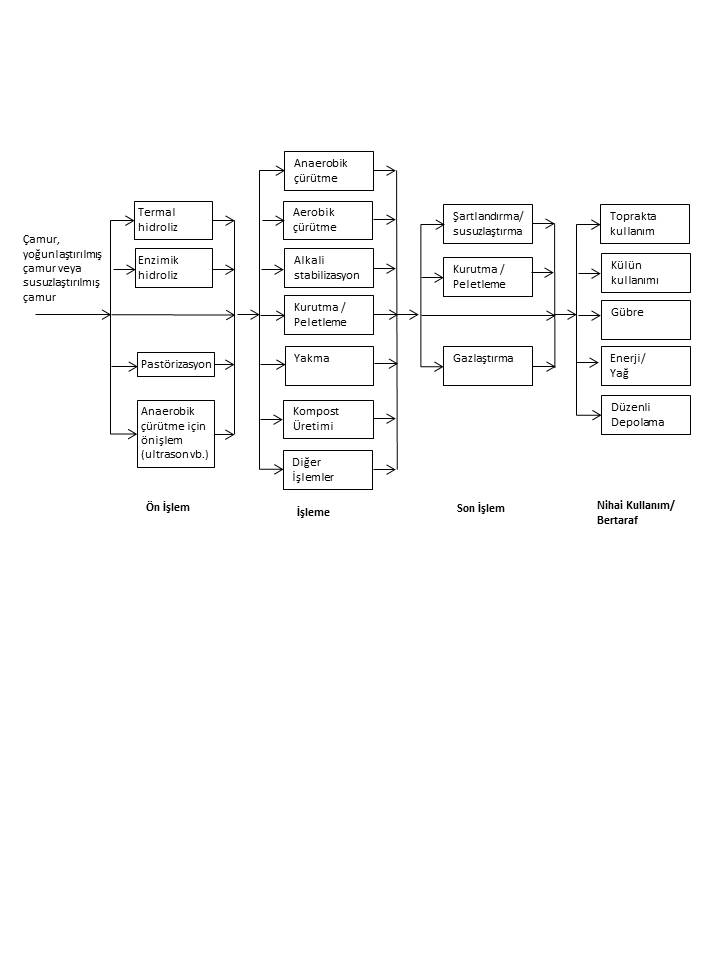 Çamur,
yoğunlaştırılmış
çamur veya
susuzlaştırılmış
çamur
Termal
hidroliz
Enzimik
hidroliz
Pastörizasyon
Anaerobik
çürütme için
önişlem
(ultrason vb.)
Ön İşlem
Anaerobik
çürütme
Aerobik
çürütme
Alkali
stabilizasyon
Kurutma /
Peletleme
Yakma
Kompost
Üretimi
Diğer
İşlemler
İşleme
Şartlandırma/
susuzlaştırma
Kurutma /
Peletleme
Gazlaştırma
Son İşlem
Toprakta
kullanım
Külün
kullanımı
Gübre
Enerji/
Yağ
Düzenli
Depolama
Nihai Kullanım/
Bertaraf